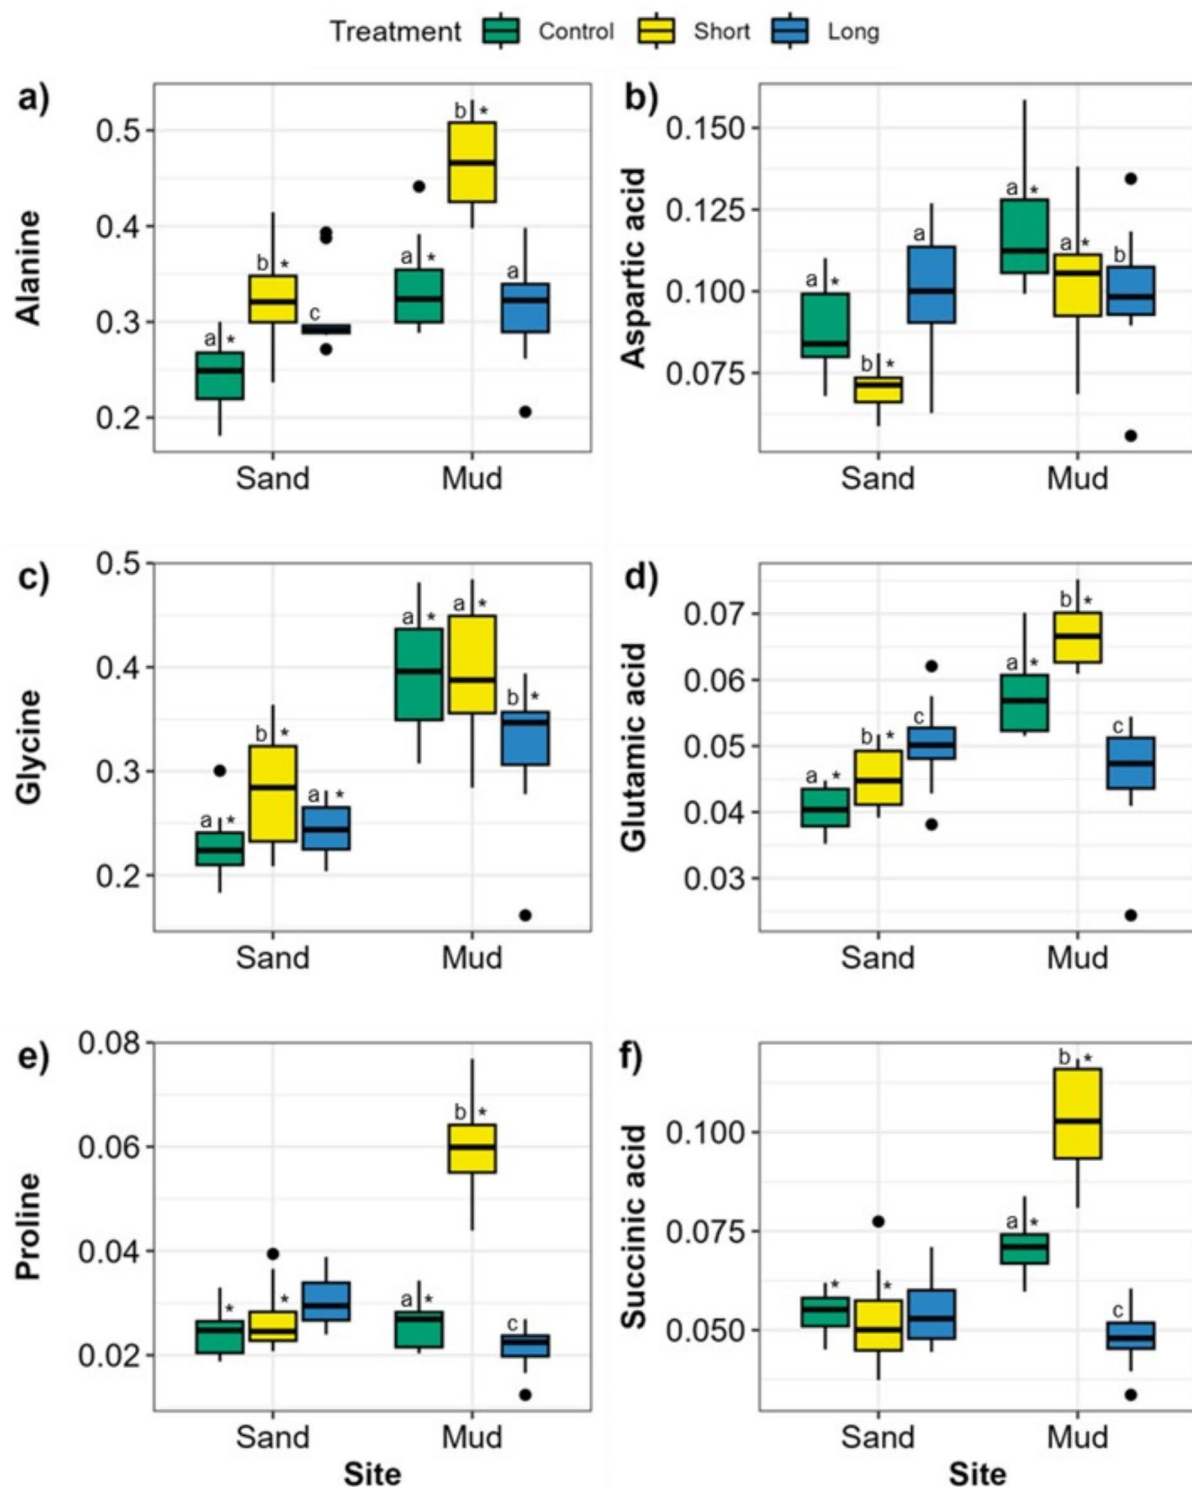 Treatment Control Short Long
a)
Alanine
0.5
0.4
0.3
0.2
a *
b *
c
a *
b *
a
Sand Mud
b)
Aspartic acid
0.150
0.125
0.100
0.075
a *
b *
a
a *
a *
b
Sand Mud
c)
Glycine
0.5
0.4
0.3
0.2
a *
b *
a *
a *
a *
b *
Sand Mud
d)
Glutamic acid
0.07
0.06
0.05
0.04
0.03
a *
b *
c
a *
b *
c
Sand Mud
e)
Proline
0.08
0.06
0.04
0.02
*
*
a *
b *
c
Sand Mud
Site
f)
Succinic acid
0.100
0.075
0.050
*
*
a *
b *
c
Sand Mud
Site